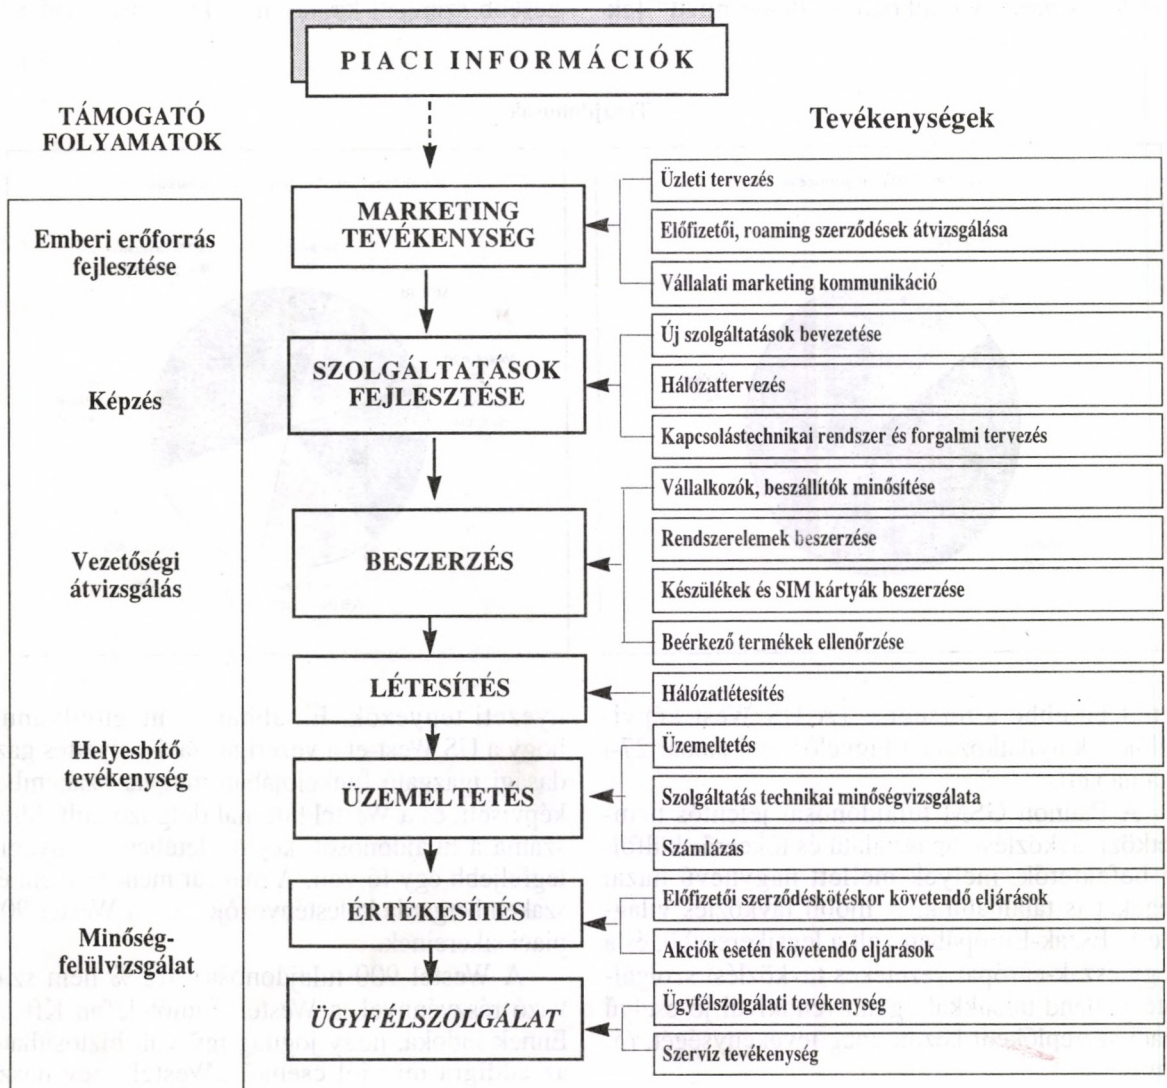 PIACI INFORMÁCIÓK
TÁMOGATÓ
FOLYAMATOK
Emberi erőforrás
fejlesztése
Képzés
Vezetőségi
átvizsgálás
Helyesbítő
tevékenység
Minőség-
felülvizsgálat
MARKETING
TEVÉKENYSÉG
SZOLGÁLTATÁSOK
FEJLESZTÉSE
BESZERZÉS
LÉTESÍTÉS
ÜZEMELTETÉS
ÉRTÉKESÍTÉS
ÜGYFÉLSZOLGÁLAT
Tevékenységek
Üzleti tervezés
Előfizetői, roaming szerződések átvizsgálása
Vállalati marketing kommunikáció
Új szolgáltatások bevezetése
Hálózattervezés
Kapcsolástechnikai rendszer és forgalmi tervezés
Vállalkozók, beszállítók minősítése
Rendszerelemek beszerzése
Készülékek és SIM kártyák beszerzése
Beérkező termékek ellenőrzése
Hálózatlétesítés
Üzemeltetés
Szolgáltatás technikai minőségvizsgálata
Számlázás
Előfizetői szerződéskötéskor követendő eljárások
Akciók esetén követendő eljárások
Ügyfélszolgálati tevékenység
Szervíz tevékenység